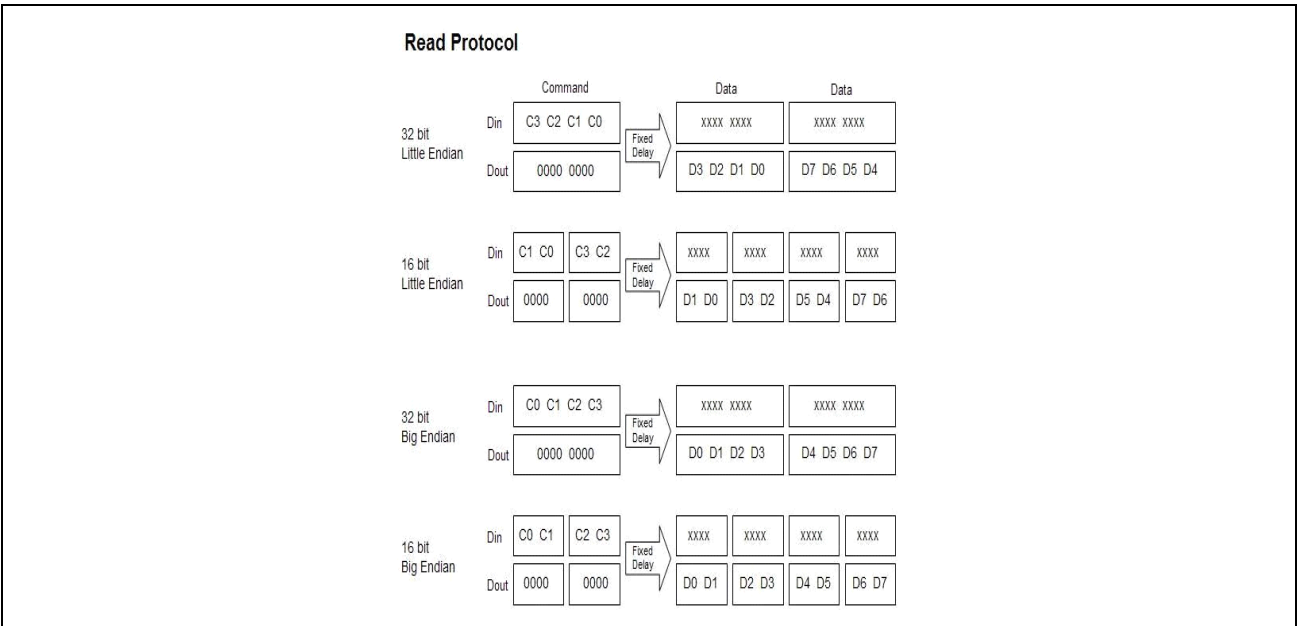 Read Protocol
Command Data Data
32 bit
Little Endian
Din C3 C2 C1 C0 xxxx xxxx xxxx xxxx
Fixed
Delay
Dout 0000 0000 D3 D2 D1 D0 D7 D6 D5 D4
16 bit
Little Endian
Din C1 C0 C3 C2 xxxx xxxx xxxx xxxx
Fixed
Delay
Dout 0000 0000 D1 D0 D3 D2 D5 D4 D7 D6
32 bit
Big Endian
Din C0 C1 C2 C3 xxxx xxxx xxxx xxxx
Fixed
Delay
Dout 0000 0000 D0 D1 D2 D3 D4 D5 D6 D7
16 bit
Big Endian
Din C0 C1 C2 C3 xxxx xxxx xxxx xxxx
Fixed
Delay
Dout 0000 0000 D0 D1 D2 D3 D4 D5 D6 D7